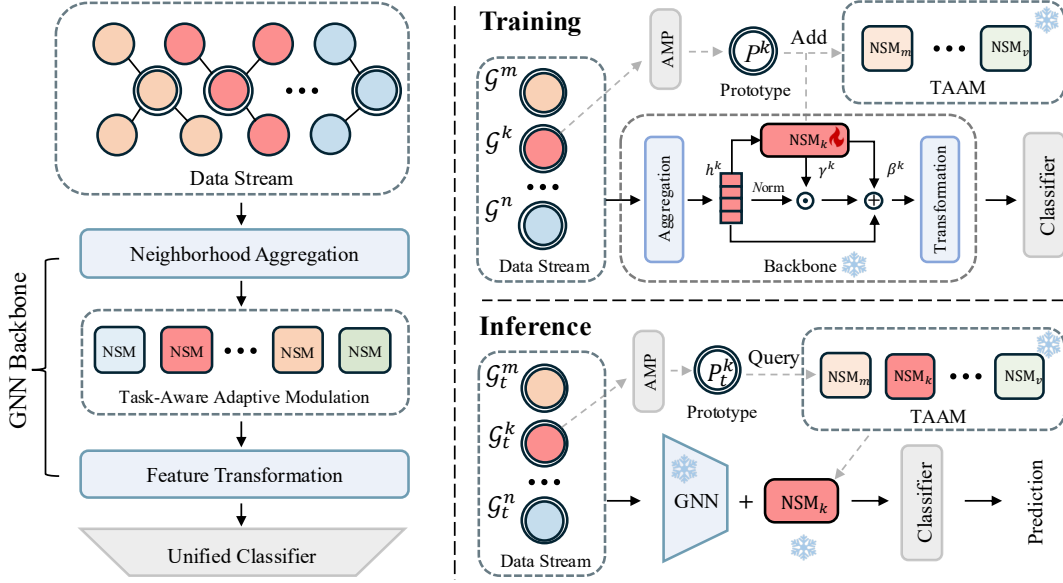 Data Stream
Neighborhood Aggregation
NSM NSM ••• NSM NSM
Task-Aware Adaptive Modulation
Feature Transformation
Unified Classifier
GNN Backbone
Training
𝒢^m
𝒢^k
𝒢^n
Data Stream
AMP
P^k
Prototype
Add
NSM_m ••• NSM_v
TAAM
Aggregation
h^k
Norm
NSM_k
γ^k
β^k
Transformation
Backbone
Classifier
Inference
𝒢_t^m
𝒢_t^k
𝒢_t^n
Data Stream
AMP
P_t^k
Prototype
Query
NSM_m NSM_k ••• NSM_v
TAAM
GNN
+
NSM_k
Classifier
Prediction